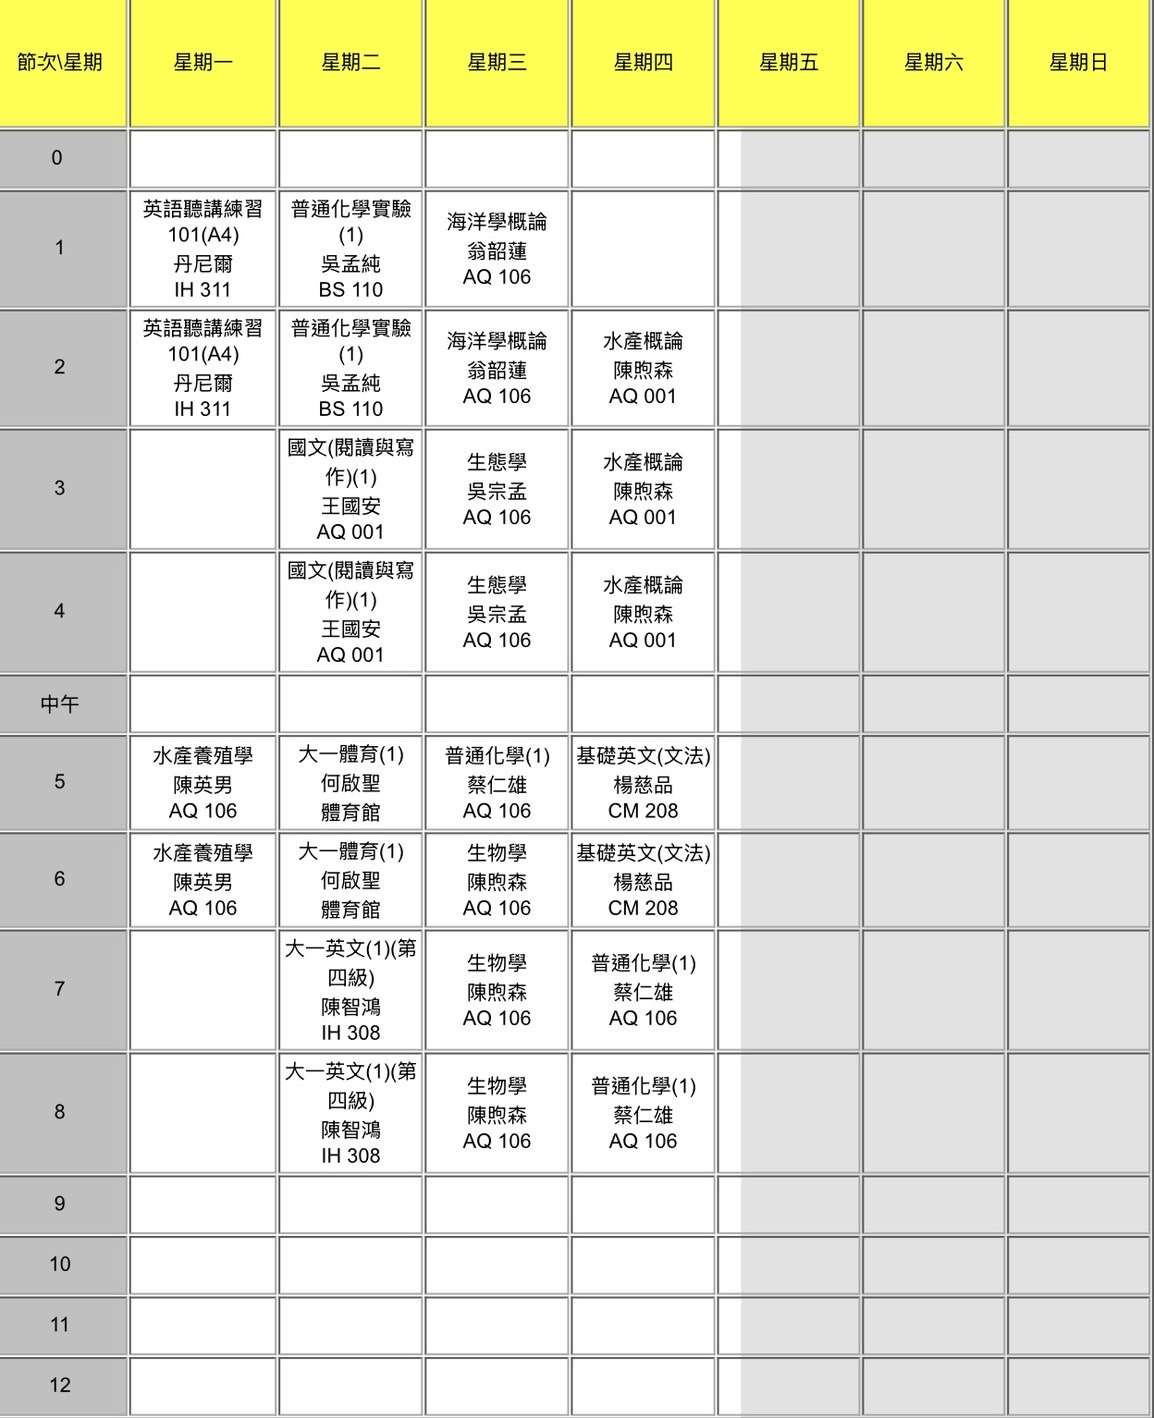 節次\星期 星期一 星期二 星期三 星期四 星期五 星期六 星期日
0
1
英語聽講練習
101(A4)
丹尼爾
IH 311
普通化學實驗
(1)
吳孟純
BS 110
海洋學概論
翁韶蓮
AQ 106
2
英語聽講練習
101(A4)
丹尼爾
IH 311
普通化學實驗
(1)
吳孟純
BS 110
海洋學概論
翁韶蓮
AQ 106
水產概論
陳煦森
AQ 001
3
國文(閱讀與寫
作)(1)
王國安
AQ 001
生態學
吳宗孟
AQ 106
水產概論
陳煦森
AQ 001
4
國文(閱讀與寫
作)(1)
王國安
AQ 001
生態學
吳宗孟
AQ 106
水產概論
陳煦森
AQ 001
中午
5
水產養殖學
陳英男
AQ 106
大一體育(1)
何啟聖
體育館
普通化學(1)
蔡仁雄
AQ 106
基礎英文(文法)
楊慈品
CM 208
6
水產養殖學
陳英男
AQ 106
大一體育(1)
何啟聖
體育館
生物學
陳煦森
AQ 106
基礎英文(文法)
楊慈品
CM 208
7
大一英文(1)(第
四級)
陳智鴻
IH 308
生物學
陳煦森
AQ 106
普通化學(1)
蔡仁雄
AQ 106
8
大一英文(1)(第
四級)
陳智鴻
IH 308
生物學
陳煦森
AQ 106
普通化學(1)
蔡仁雄
AQ 106
9
10
11
12